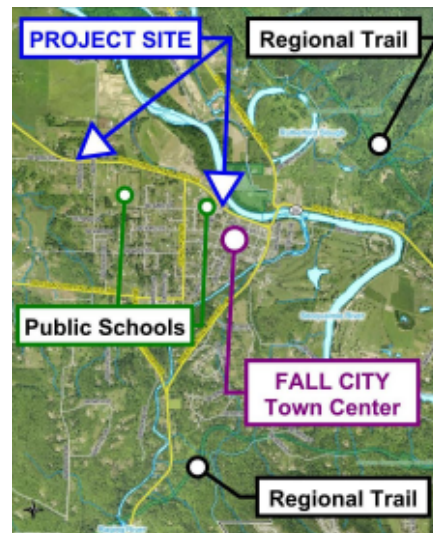 PROJECT SITE
Regional Trail
Public Schools
FALL CITY
Town Center
Regional Trail